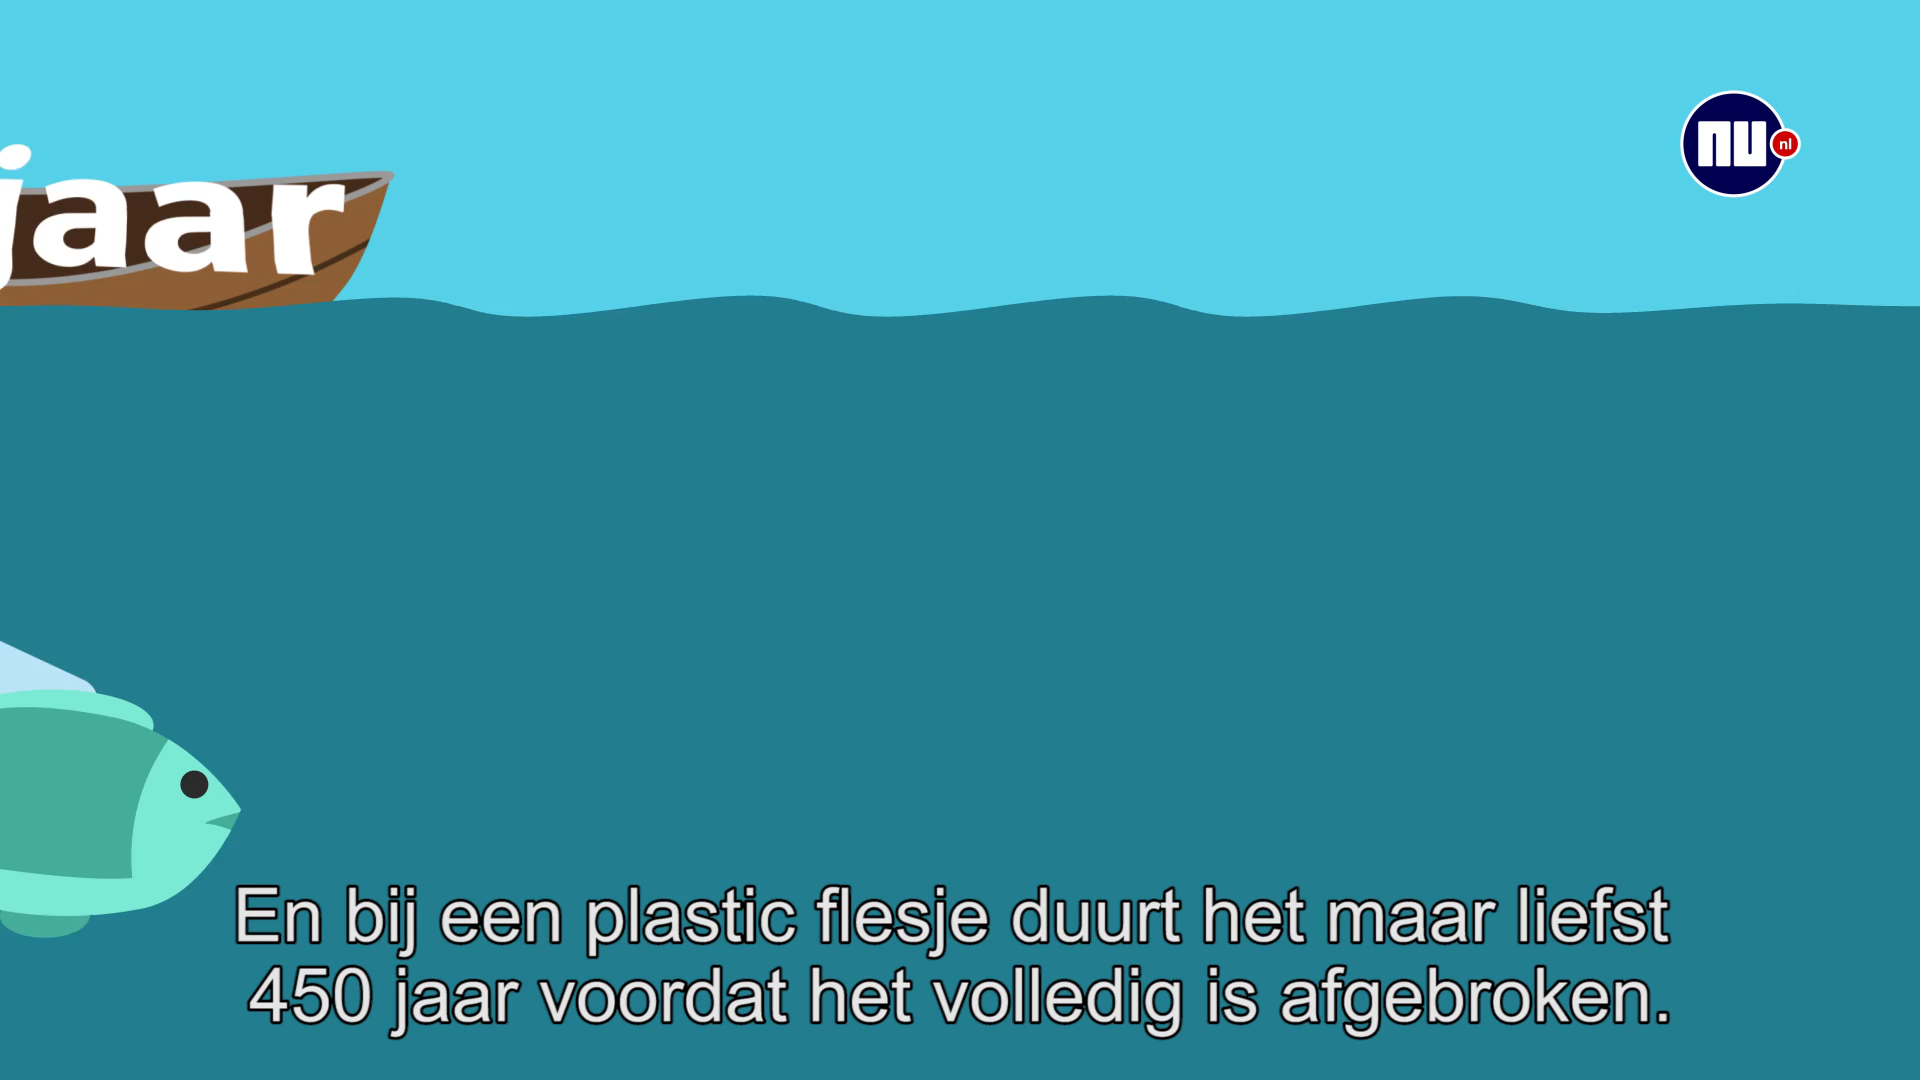 nu
nl
jaar
En bij een plastic flesje duurt het maar liefst
450 jaar voordat het volledig is afgebroken.